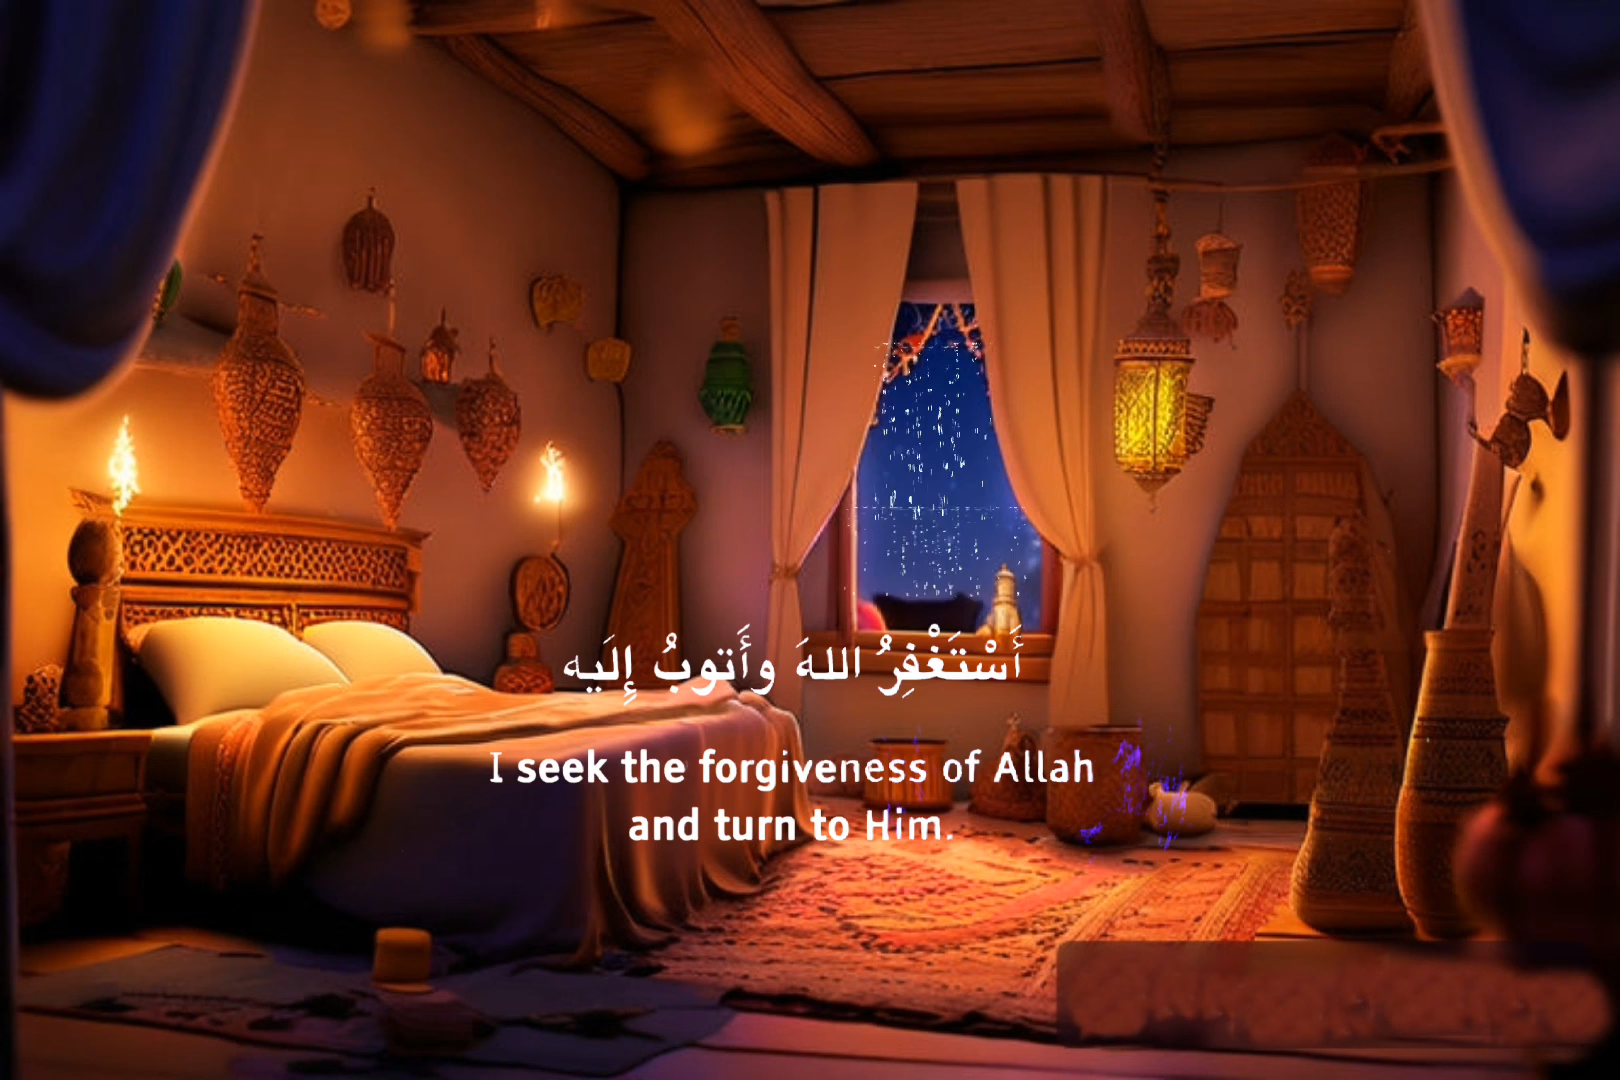 أَسْتَغْفِرُ اللهَ وأَتوبُ إِلَيه
I seek the forgiveness of Allah
and turn to Him.